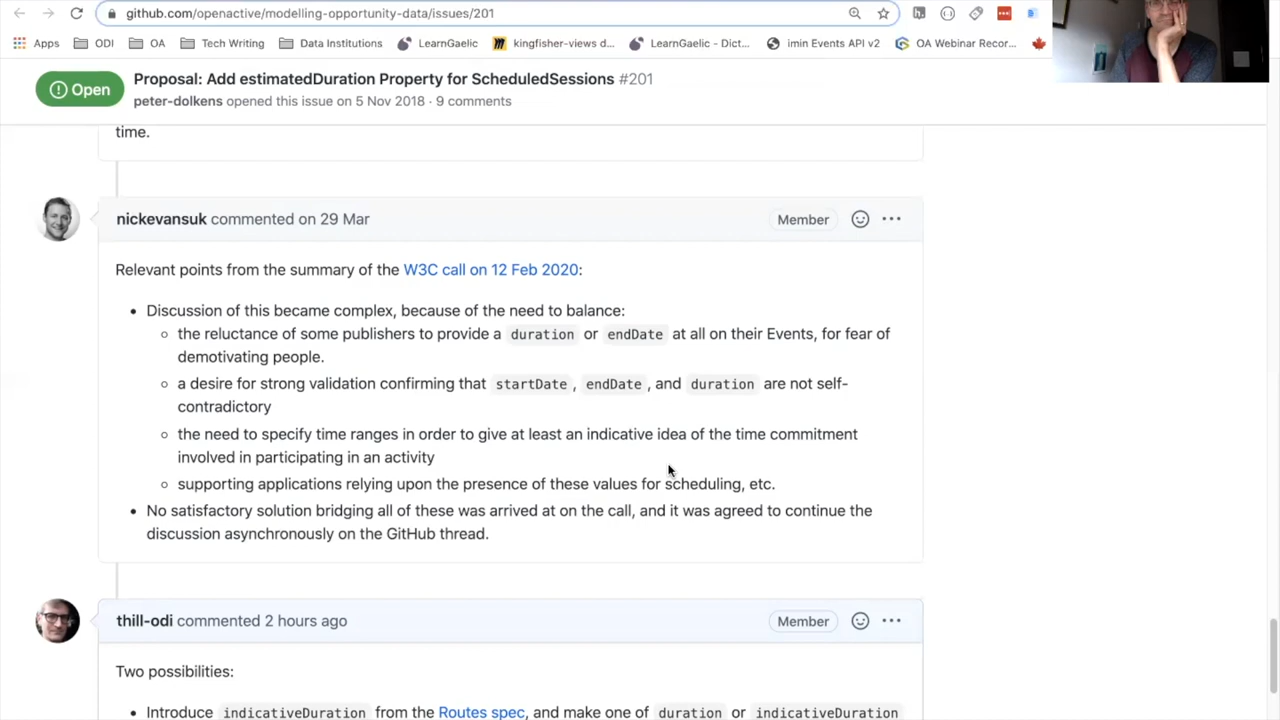 github.com/openactive/modelling-opportunity-data/issues/201
Apps ODI OA Tech Writing Data Institutions LearnGaelic kingfisher-views d... LearnGaelic - Dict... imin Events API v2 OA Webinar Recor...
Open
Proposal: Add estimatedDuration Property for ScheduledSessions #201
peter-dolkens opened this issue on 5 Nov 2018 · 9 comments
time.
nickevansuk commented on 29 Mar Member
Relevant points from the summary of the W3C call on 12 Feb 2020:
• Discussion of this became complex, because of the need to balance:
○ the reluctance of some publishers to provide a duration or endDate at all on their Events, for fear of
demotivating people.
○ a desire for strong validation confirming that startDate , endDate , and duration are not self-
contradictory
○ the need to specify time ranges in order to give at least an indicative idea of the time commitment
involved in participating in an activity
○ supporting applications relying upon the presence of these values for scheduling, etc.
• No satisfactory solution bridging all of these was arrived at on the call, and it was agreed to continue the
discussion asynchronously on the GitHub thread.
thill-odi commented 2 hours ago Member
Two possibilities:
• Introduce indicativeDuration from the Routes spec, and make one of duration or indicativeDuration